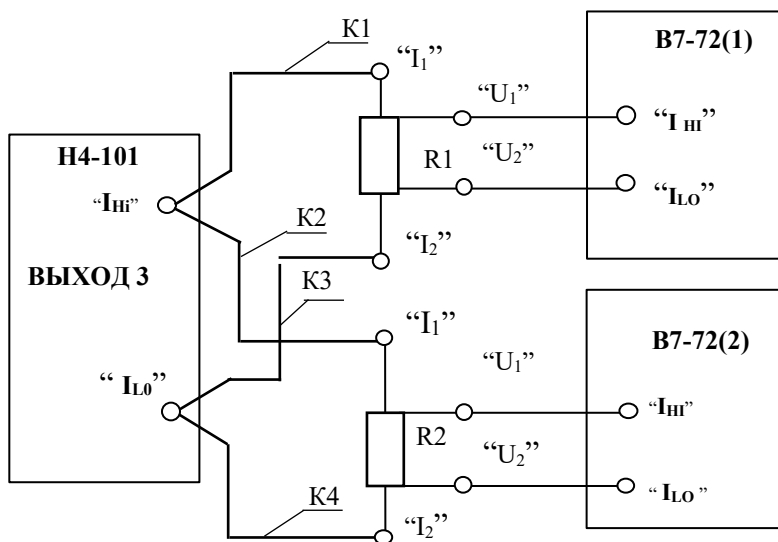 К1
“I₁”
В7-72(1)
“U₁”
“I HI”
Н4-101
R1
“U₂”
“IHi”
“ILO”
К2
“I₂”
ВЫХОД 3
К3
“I₁”
В7-72(2)
“U₁”
“ IL0”
“IHI”
R2
“U₂”
“ ILO ”
К4
“I₂”